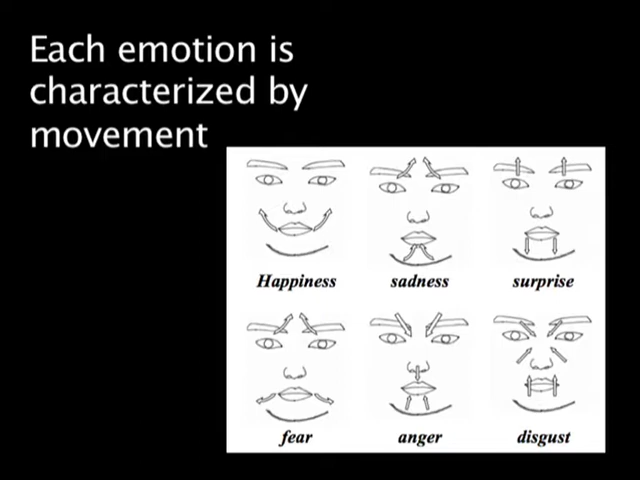 Each emotion is
characterized by
movement
Happiness
sadness
surprise
fear
anger
disgust